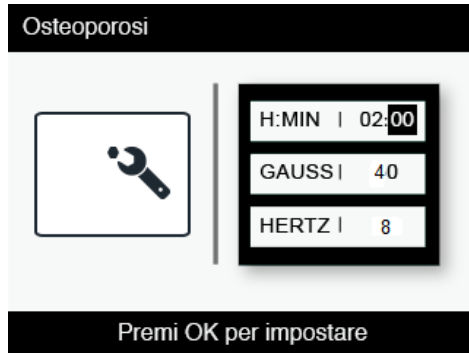 Osteoporosi
H:MIN | 02:00
GAUSS | 40
HERTZ | 8
Premi OK per impostare